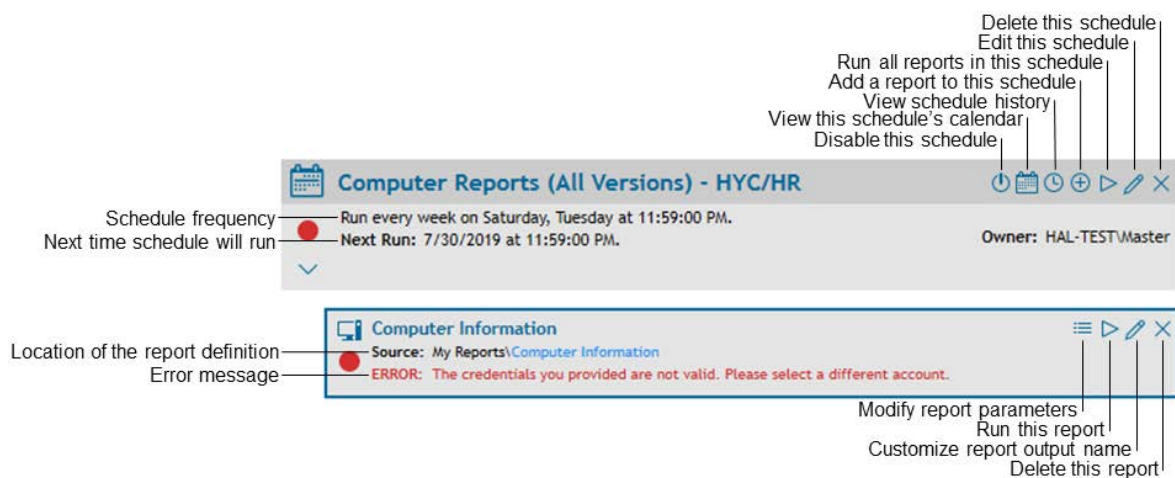 Delete this schedule
Edit this schedule
Run all reports in this schedule
Add a report to this schedule
View schedule history
View this schedule's calendar
Disable this schedule
Computer Reports (All Versions) - HYC/HR
Schedule frequency
Run every week on Saturday, Tuesday at 11:59:00 PM.
Next time schedule will run
Next Run: 7/30/2019 at 11:59:00 PM.
Owner: HAL-TEST\Master
Computer Information
Location of the report definition
Source: My Reports\Computer Information
Error message
ERROR: The credentials you provided are not valid. Please select a different account.
Modify report parameters
Run this report
Customize report output name
Delete this report